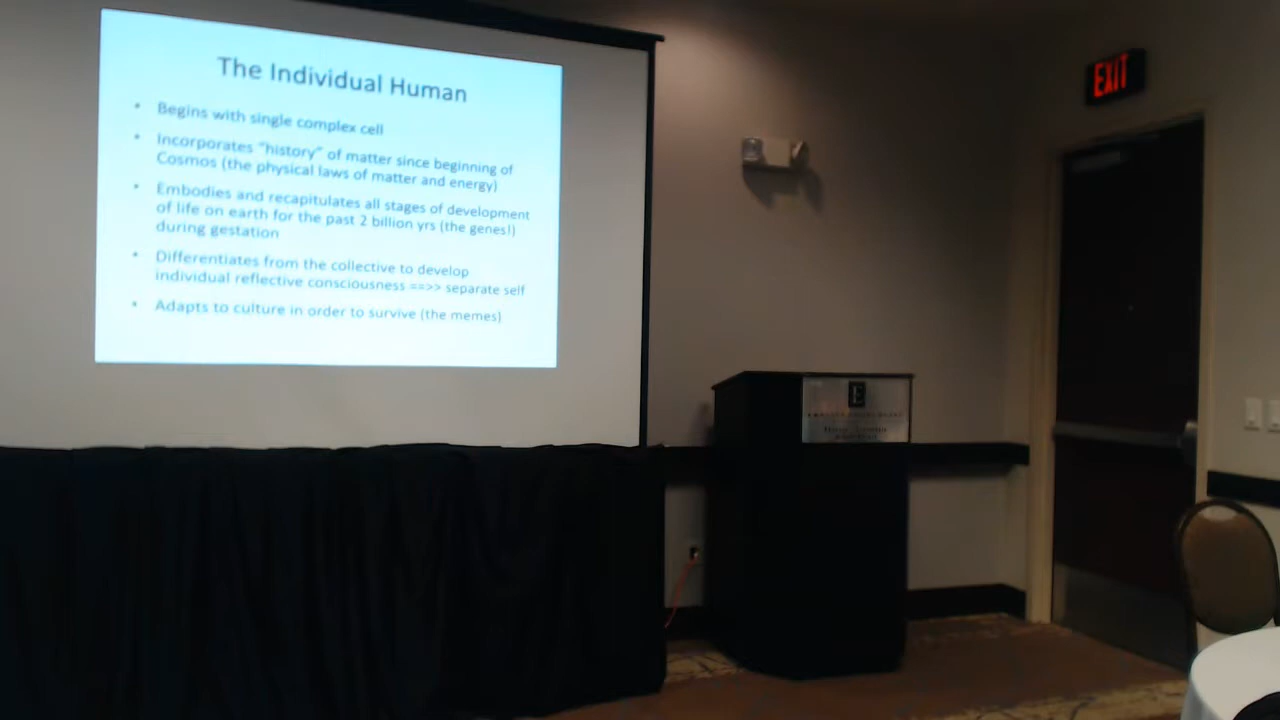 The Individual Human
• Begins with single complex cell
• Incorporates "history" of matter since beginning of
Cosmos (the physical laws of matter and energy)
• Embodies and recapitulates all stages of development
of life on earth for the past 2 billion yrs (the genes!)
during gestation
• Differentiates from the collective to develop
individual reflective consciousness ==>> separate self
• Adapts to culture in order to survive (the memes)
EXIT
E